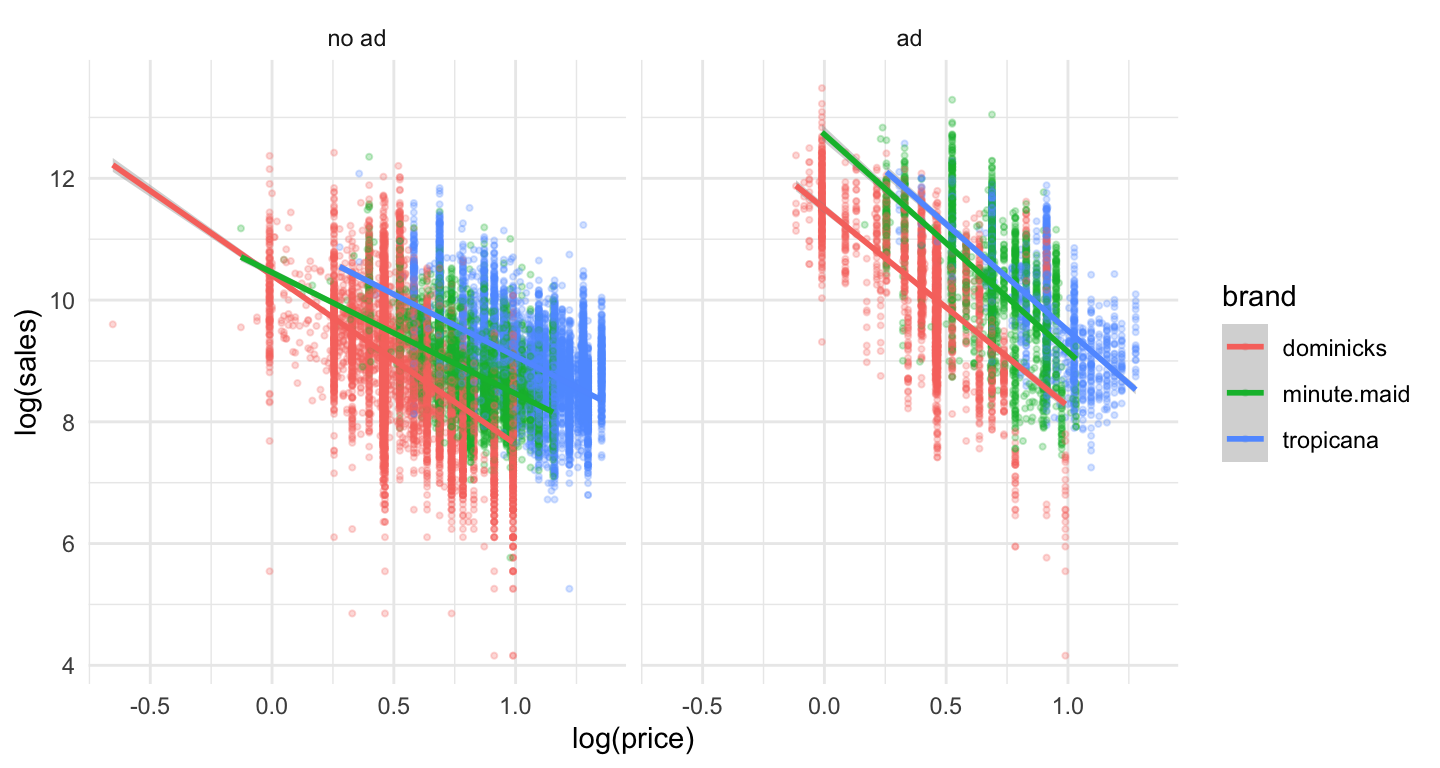 no ad
ad
12
10
8
6
4
log(sales)
-0.5 0.0 0.5 1.0
-0.5 0.0 0.5 1.0
log(price)
brand
dominicks
minute.maid
tropicana